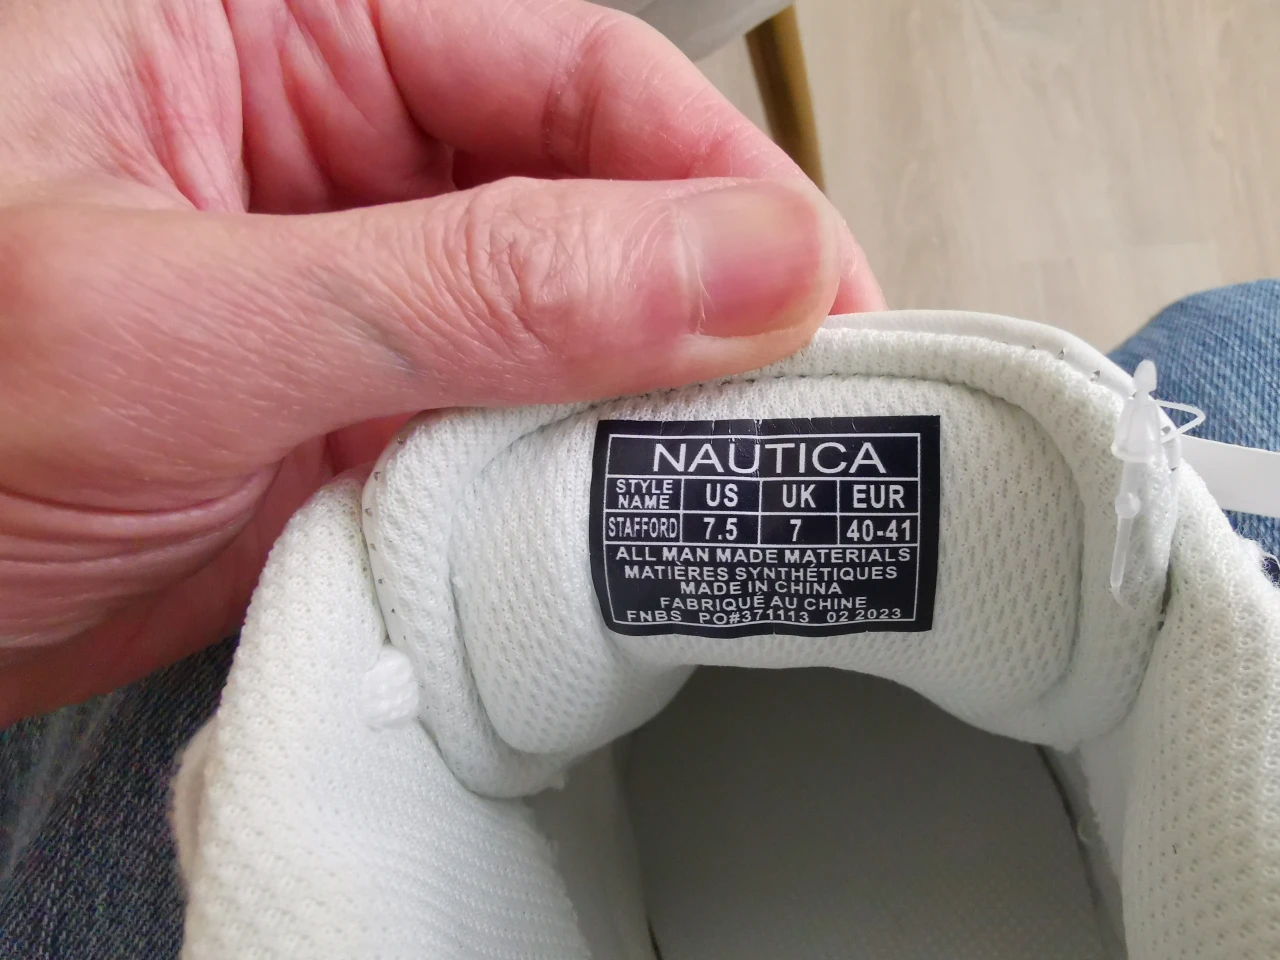 NAUTICA
STYLE NAME US UK EUR
STAFFORD 7.5 7 40-41
ALL MAN MADE MATERIALS
MATIÈRES SYNTHÉTIQUES
MADE IN CHINA
FABRIQUÉ AU CHINE
FNBS PO#371113 02 2023